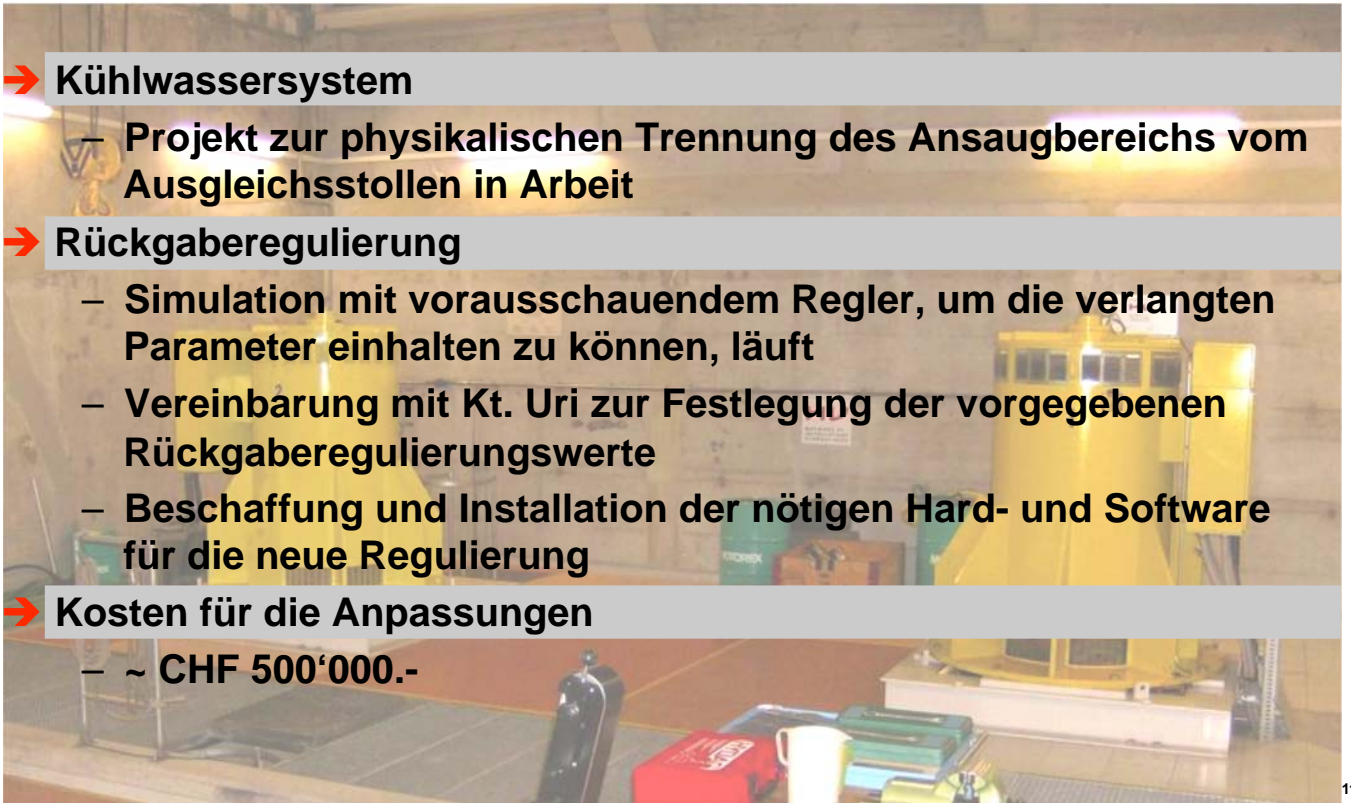 ➔ Kühlwassersystem
– Projekt zur physikalischen Trennung des Ansaugbereichs vom
Ausgleichsstollen in Arbeit
➔ Rückgaberegulierung
– Simulation mit vorausschauendem Regler, um die verlangten
Parameter einhalten zu können, läuft
– Vereinbarung mit Kt. Uri zur Festlegung der vorgegebenen
Rückgaberegulierungswerte
– Beschaffung und Installation der nötigen Hard- und Software
für die neue Regulierung
➔ Kosten für die Anpassungen
– ~ CHF 500‘000.-